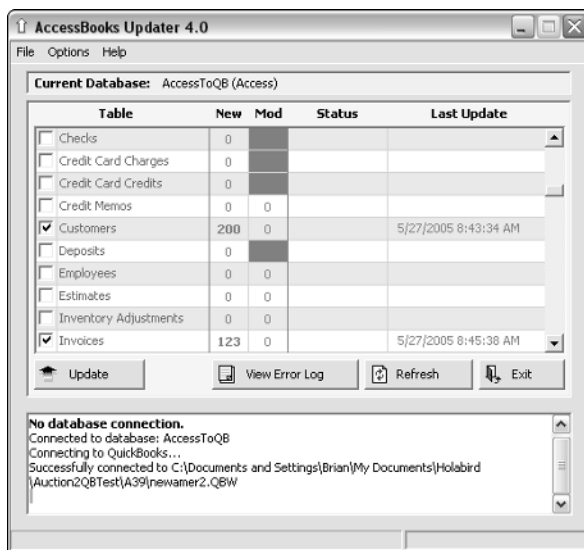 AccessBooks Updater 4.0
File Options Help
Current Database: AccessToQB (Access)
Table New Mod Status Last Update
Checks 0
Credit Card Charges 0
Credit Card Credits 0
Credit Memos 0 0
Customers 200 0 5/27/2005 8:43:34 AM
Deposits 0
Employees 0 0
Estimates 0 0
Inventory Adjustments 0 0
Invoices 123 0 5/27/2005 8:45:38 AM
Update View Error Log Refresh Exit
No database connection.
Connected to database: AccessToQB
Connecting to QuickBooks...
Successfully connected to C:\Documents and Settings\Brian\My Documents\Holabird
\Auction2QBTest\A39\newamer2.QBW